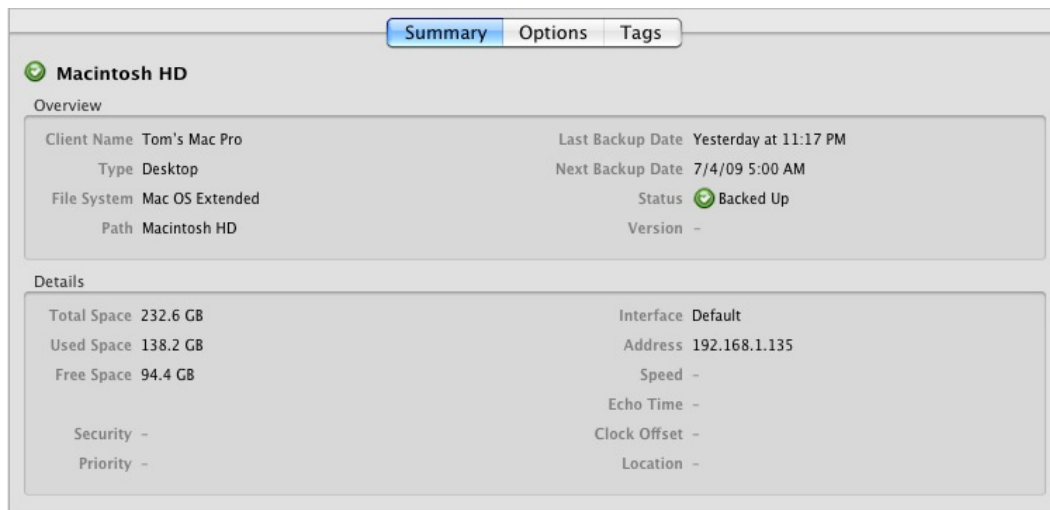 Summary Options Tags
Macintosh HD
Overview
Client Name Tom's Mac Pro
Type Desktop
File System Mac OS Extended
Path Macintosh HD
Last Backup Date Yesterday at 11:17 PM
Next Backup Date 7/4/09 5:00 AM
Status Backed Up
Version -
Details
Total Space 232.6 GB
Used Space 138.2 GB
Free Space 94.4 GB
Security -
Priority -
Interface Default
Address 192.168.1.135
Speed -
Echo Time -
Clock Offset -
Location -